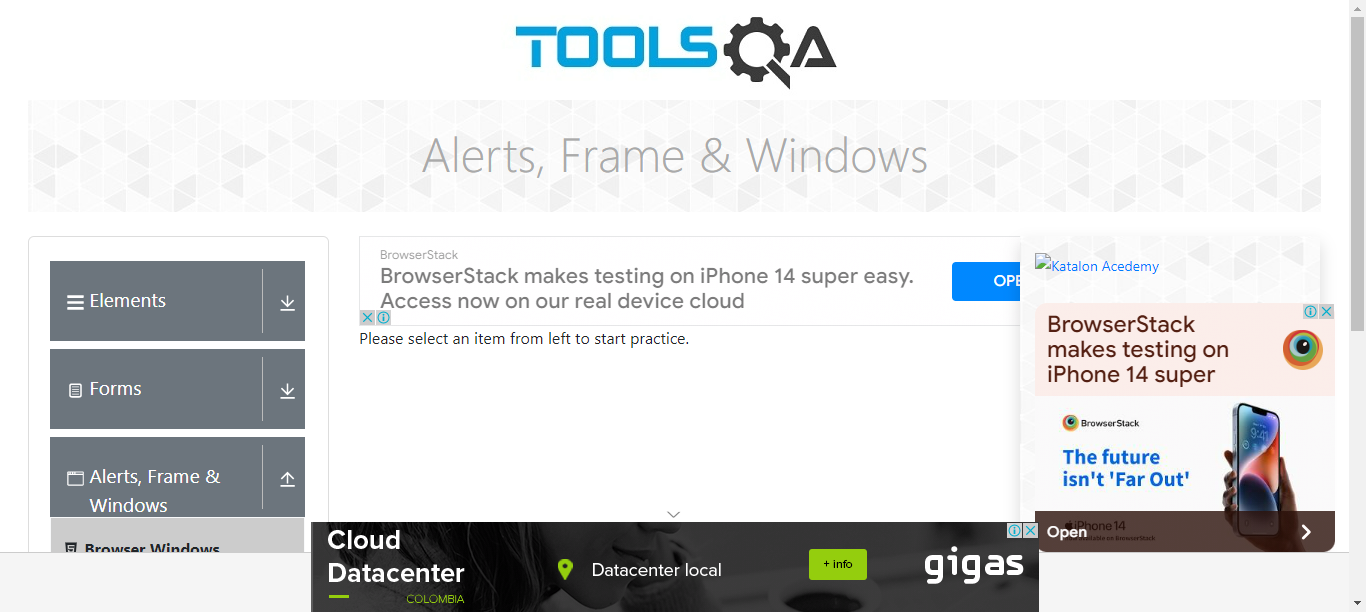 TOOLSQA
Alerts, Frame & Windows
Elements
Forms
Alerts, Frame &
Windows
Browser Windows
BrowserStack
BrowserStack makes testing on iPhone 14 super easy.
Access now on our real device cloud
OPE
Please select an item from left to start practice.
Katalon Acedemy
BrowserStack
makes testing on
iPhone 14 super
BrowserStack
The future
isn't 'Far Out'
iPhone 14
Open
Cloud
Datacenter
COLOMBIA
Datacenter local
+ info
gigas